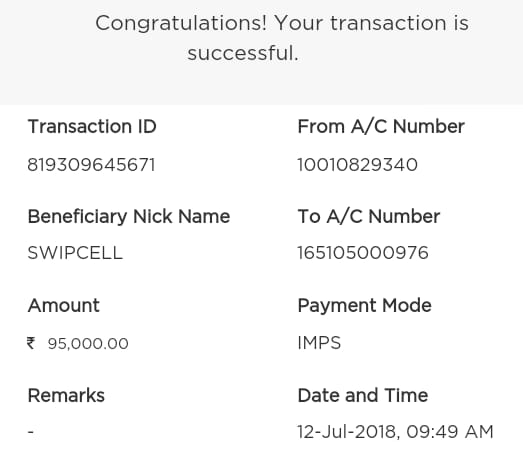 Congratulations! Your transaction is
successful.
Transaction ID
From A/C Number
819309645671
10010829340
Beneficiary Nick Name
To A/C Number
SWIPCELL
165105000976
Amount
Payment Mode
₹ 95,000.00
IMPS
Remarks
Date and Time
-
12-Jul-2018, 09:49 AM